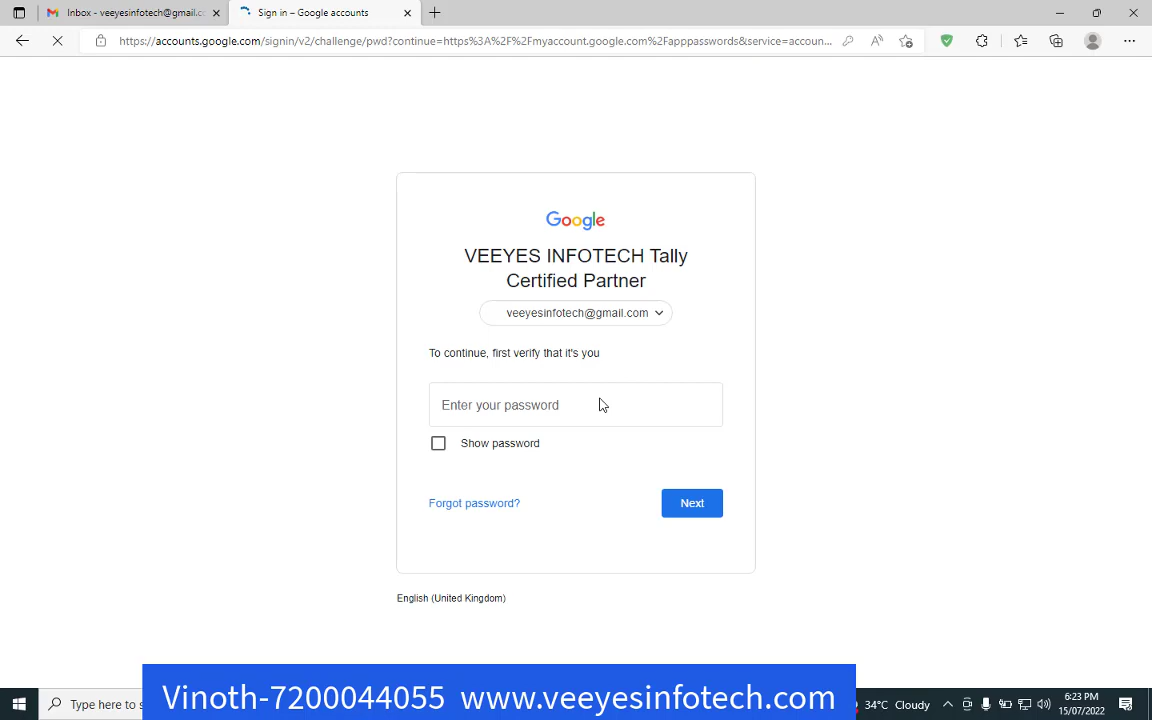 Inbox - veeyesinfotech@gmail.cc
Sign in – Google accounts
https://accounts.google.com/signin/v2/challenge/pwd?continue=https%3A%2F%2Fmyaccount.google.com%2Fapppasswords&service=accoun...
Google
VEEYES INFOTECH Tally
Certified Partner
veeyesinfotech@gmail.com
To continue, first verify that it's you
Enter your password
Show password
Forgot password?
Next
English (United Kingdom)
Type here to s
Vinoth-7200044055 www.veeyesinfotech.com
34°C Cloudy
6:23 PM
15/07/2022